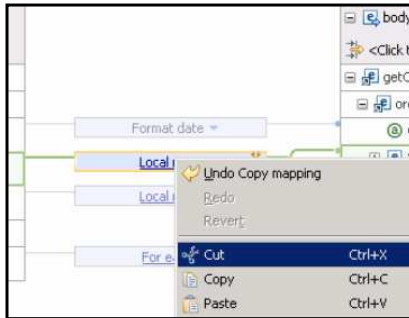 body
<Click t
getC
Format date
or
Local
Undo Copy mapping
Local
Redo
Revert
For e
Cut Ctrl+X
Copy Ctrl+C
Paste Ctrl+V